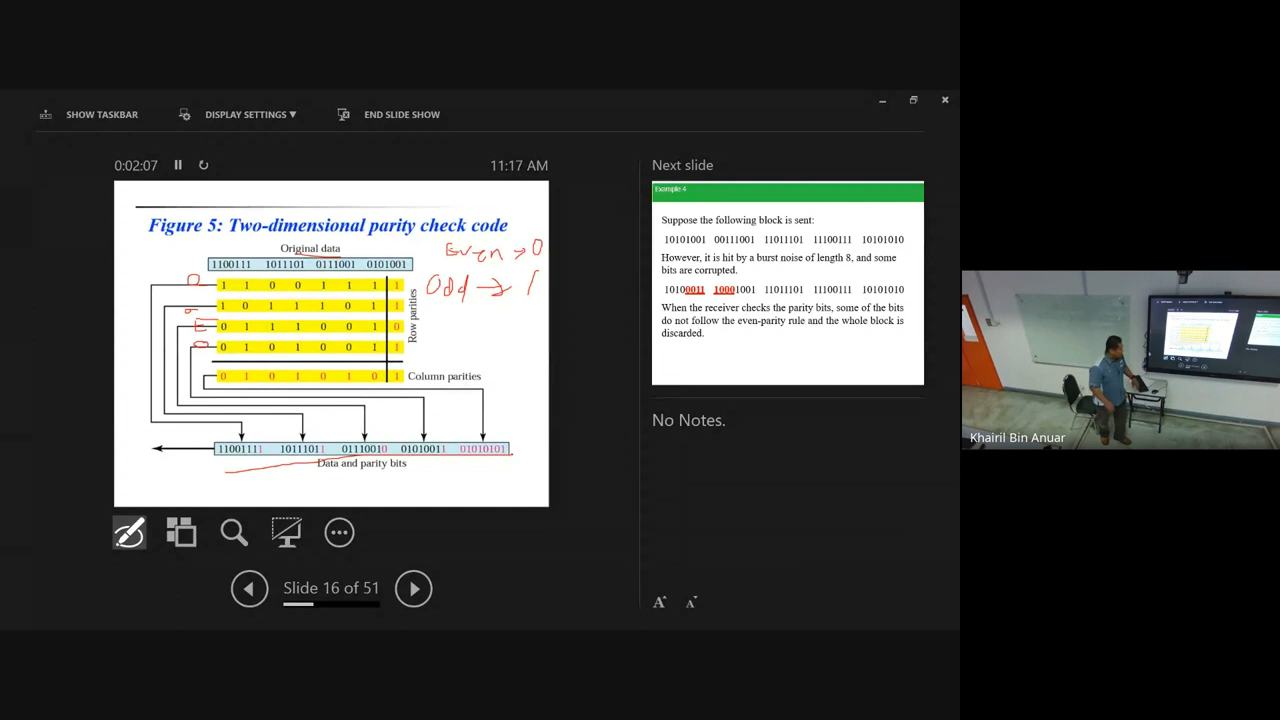 SHOW TASKBAR DISPLAY SETTINGS ▼ END SLIDE SHOW
0:02:07 11:17 AM
Figure 5: Two-dimensional parity check code
Original data
Even → 0
1100111 1011101 0111001 0101001
Odd → 1
O 1 1 0 0 1 1 1 1
1 0 1 1 1 0 1 1
E 0 1 1 1 0 0 1 0
O 0 1 0 1 0 0 1 1
Row parities
0 1 0 1 0 1 0 1 Column parities
11001111 10111011 01110010 01010011 01010101
Data and parity bits
Slide 16 of 51
Next slide
Example 4
Suppose the following block is sent:
10101001 00111001 11011101 11100111 10101010
However, it is hit by a burst noise of length 8, and some
bits are corrupted.
10100011 10001001 11011101 11100111 10101010
When the receiver checks the parity bits, some of the bits
do not follow the even-parity rule and the whole block is
discarded.
No Notes.
A A
Khairil Bin Anuar